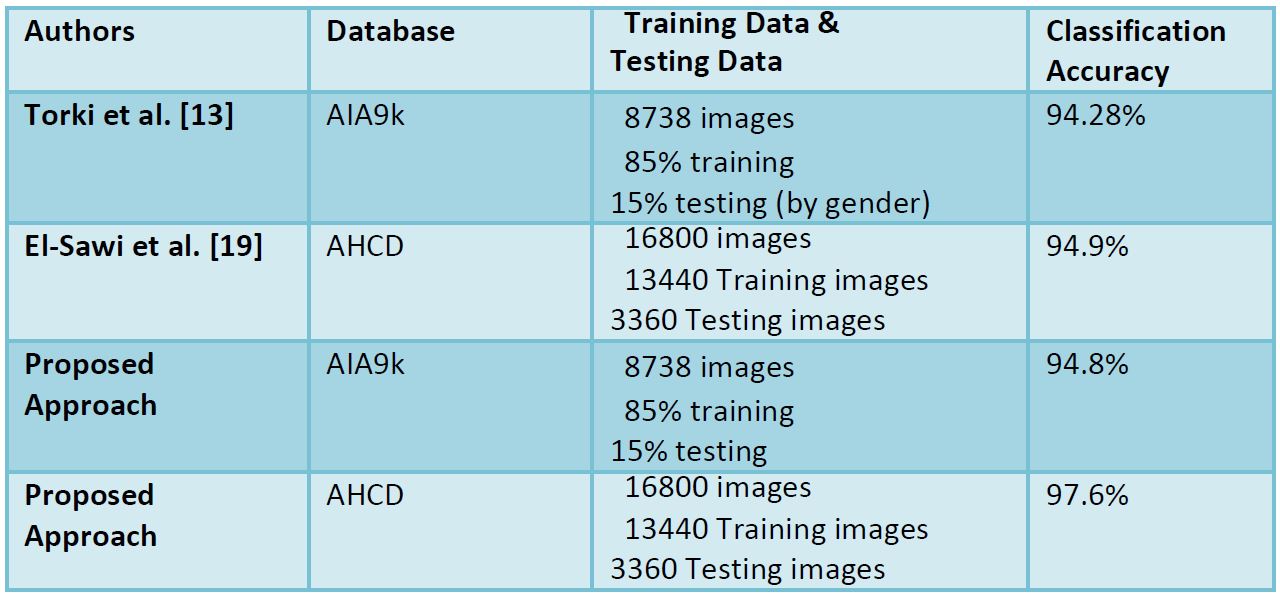 Authors
Database
Training Data &
Testing Data
Classification
Accuracy
Torki et al. [13]
AIA9k
8738 images
85% training
15% testing (by gender)
94.28%
El-Sawi et al. [19]
AHCD
16800 images
13440 Training images
3360 Testing images
94.9%
Proposed
Approach
AIA9k
8738 images
85% training
15% testing
94.8%
Proposed
Approach
AHCD
16800 images
13440 Training images
3360 Testing images
97.6%